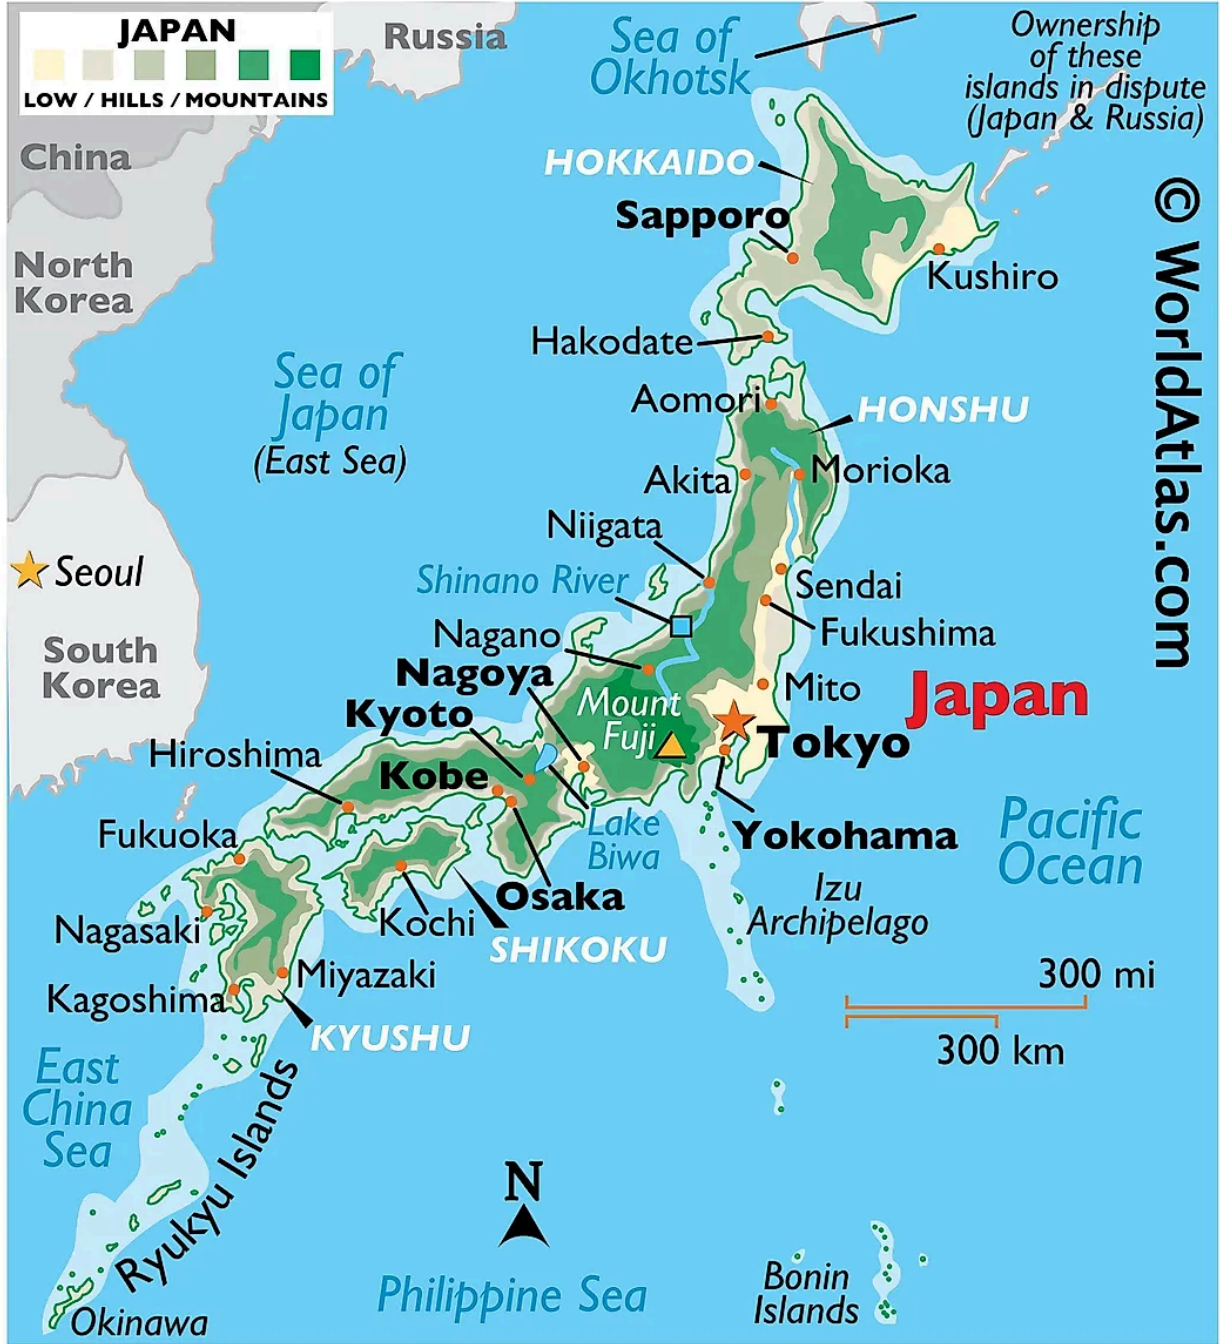 JAPAN
LOW / HILLS / MOUNTAINS
Russia
Sea of
Okhotsk
Ownership
of these
islands in dispute
(Japan & Russia)
China
HOKKAIDO
Sapporo
North
Korea
Kushiro
© WorldAtlas.com
Hakodate
Sea of
Japan
(East Sea)
Aomori
HONSHU
Akita
Morioka
Niigata
Seoul
Shinano River
Sendai
Nagano
Fukushima
South
Korea
Nagoya
Mount
Fuji
Mito
Japan
Kyoto
Tokyo
Hiroshima
Kobe
Fukuoka
Lake
Biwa
Yokohama
Pacific
Ocean
Osaka
Izu
Archipelago
Nagasaki
Kochi
SHIKOKU
Miyazaki
300 mi
Kagoshima
KYUSHU
300 km
East
China
Sea
Ryukyu Islands
N
Philippine Sea
Bonin
Islands
Okinawa